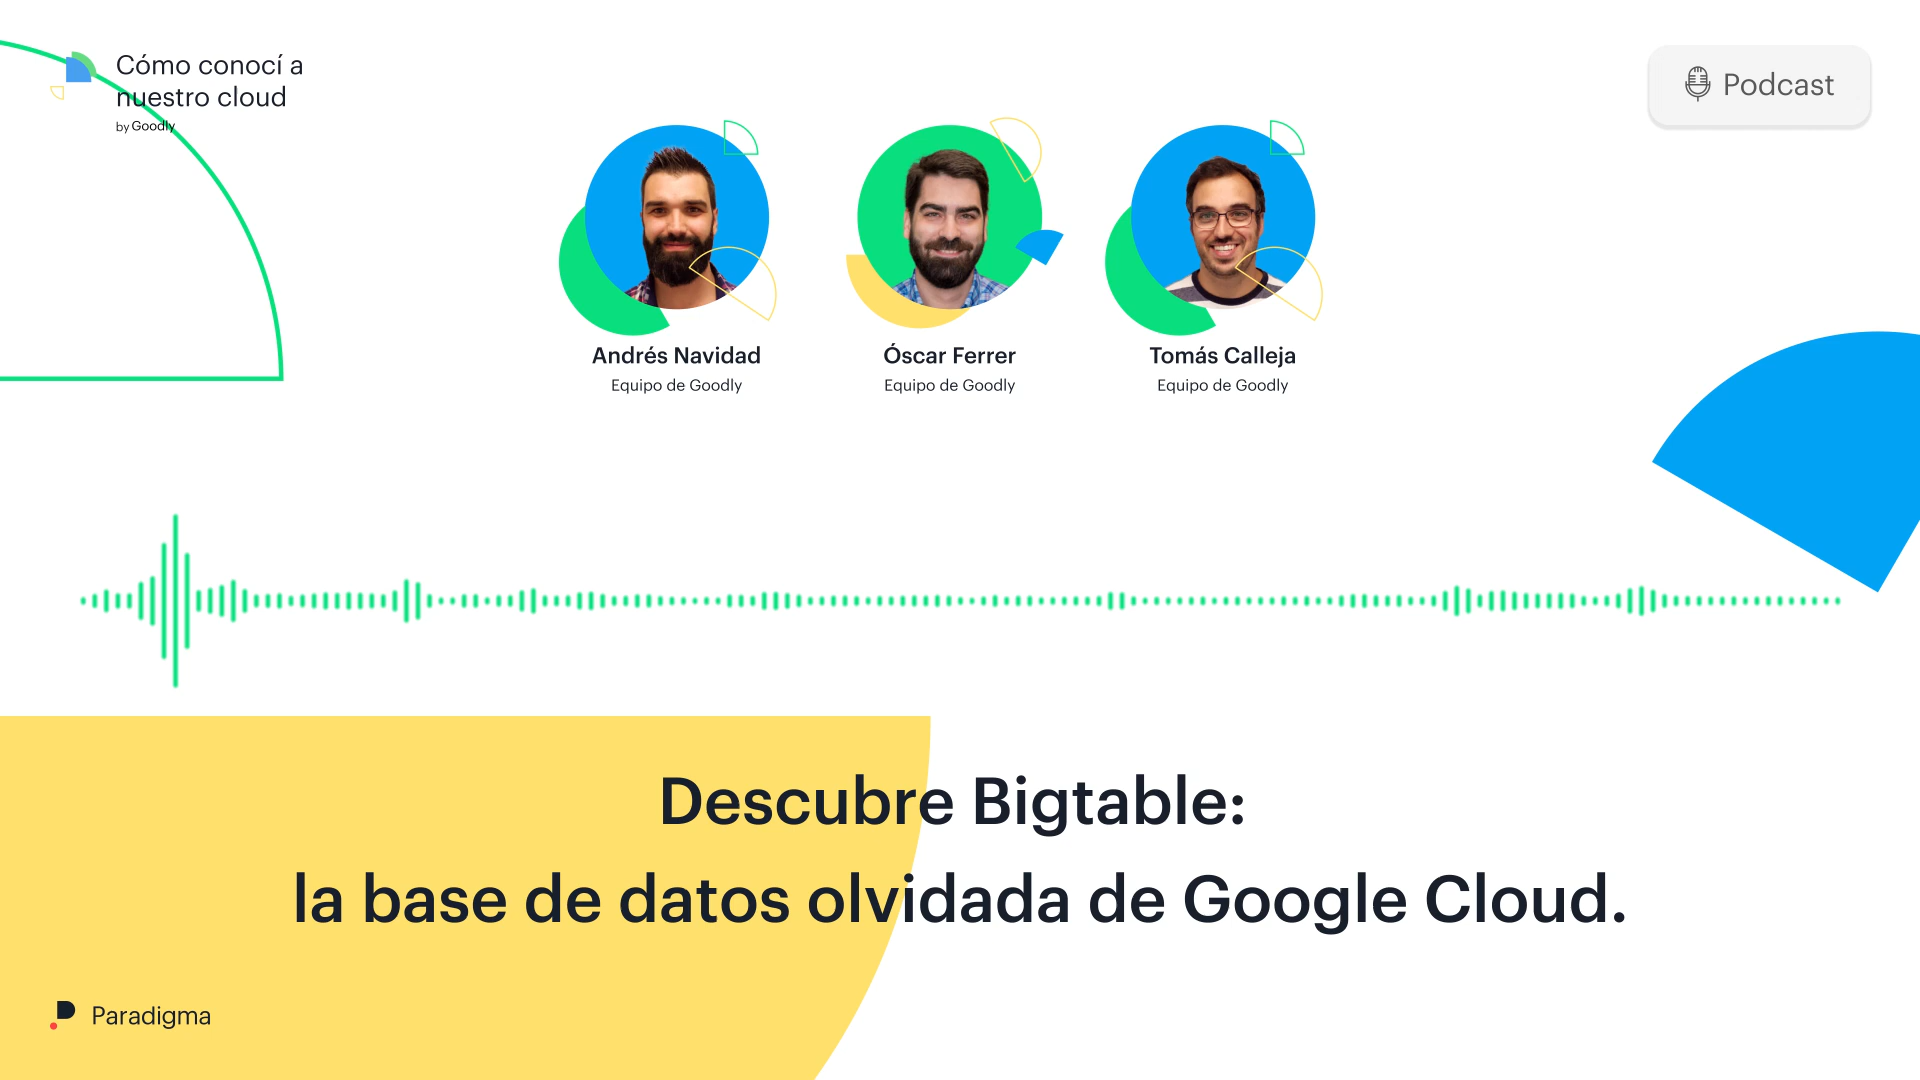 Cómo conocí a
nuestro cloud
by Goodly
Podcast
Andrés Navidad
Equipo de Goodly
Óscar Ferrer
Equipo de Goodly
Tomás Calleja
Equipo de Goodly
Descubre Bigtable:
la base de datos olvidada de Google Cloud.
Paradigma